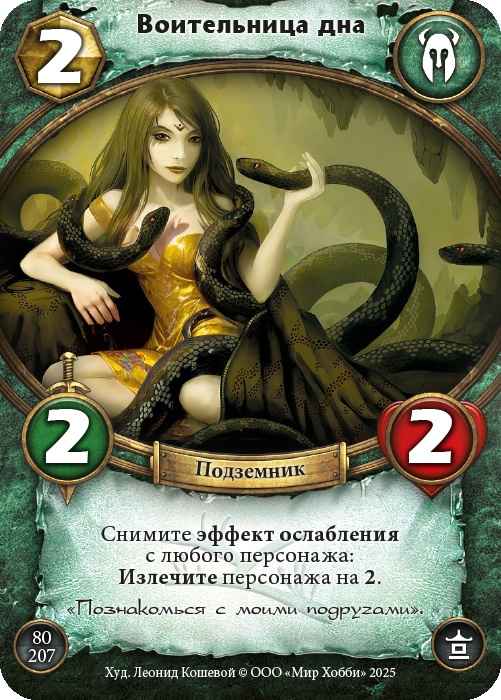 2
Воительница дна
2
2
Подземник
Снимите эффект ослабления
с любого персонажа:
Излечите персонажа на 2.
«Познакомься с моими подругами».
80
207
Худ. Леонид Кошевой © ООО «Мир Хобби» 2025